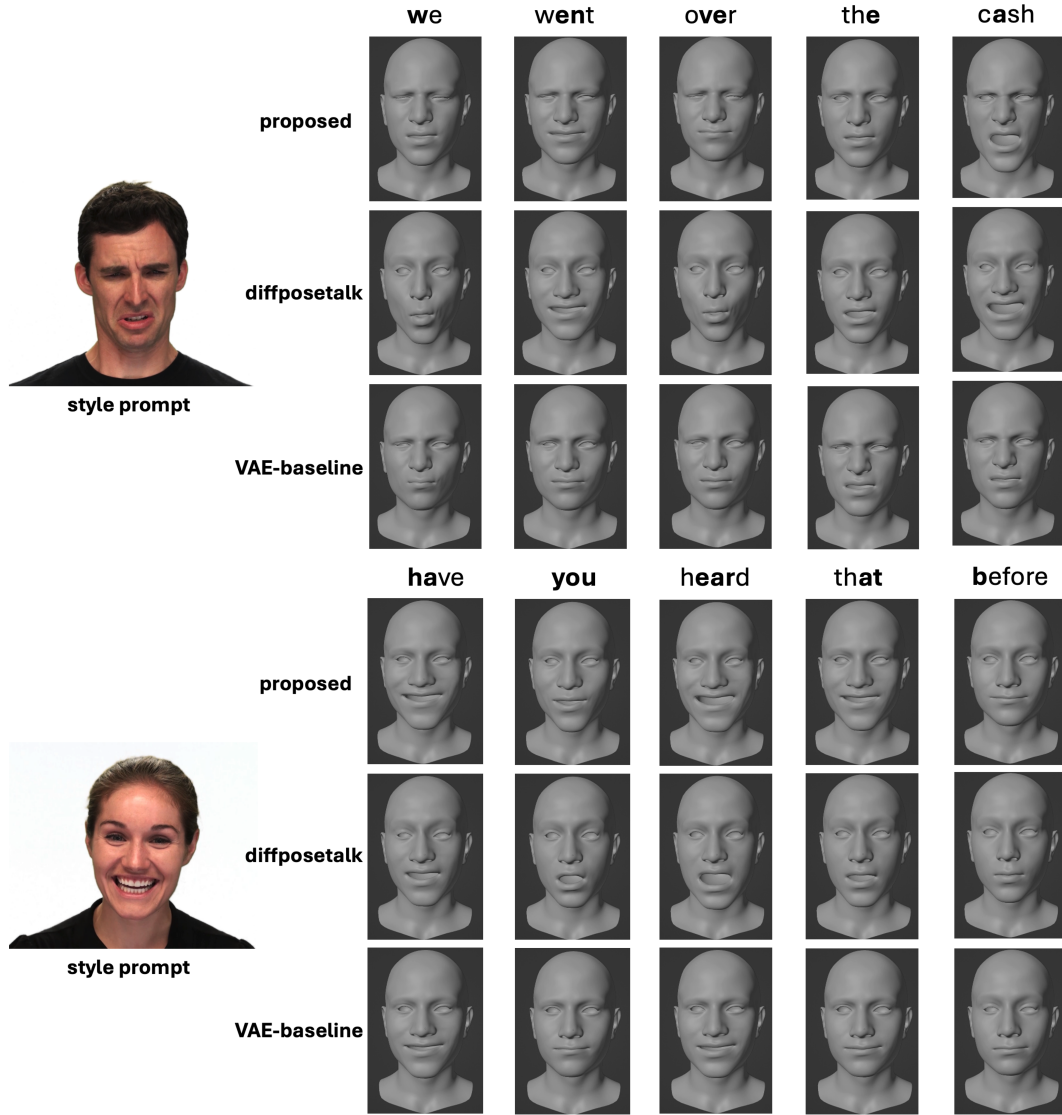 we went over the cash
proposed
diffposetalk
style prompt
VAE-baseline
have you heard that before
proposed
diffposetalk
style prompt
VAE-baseline